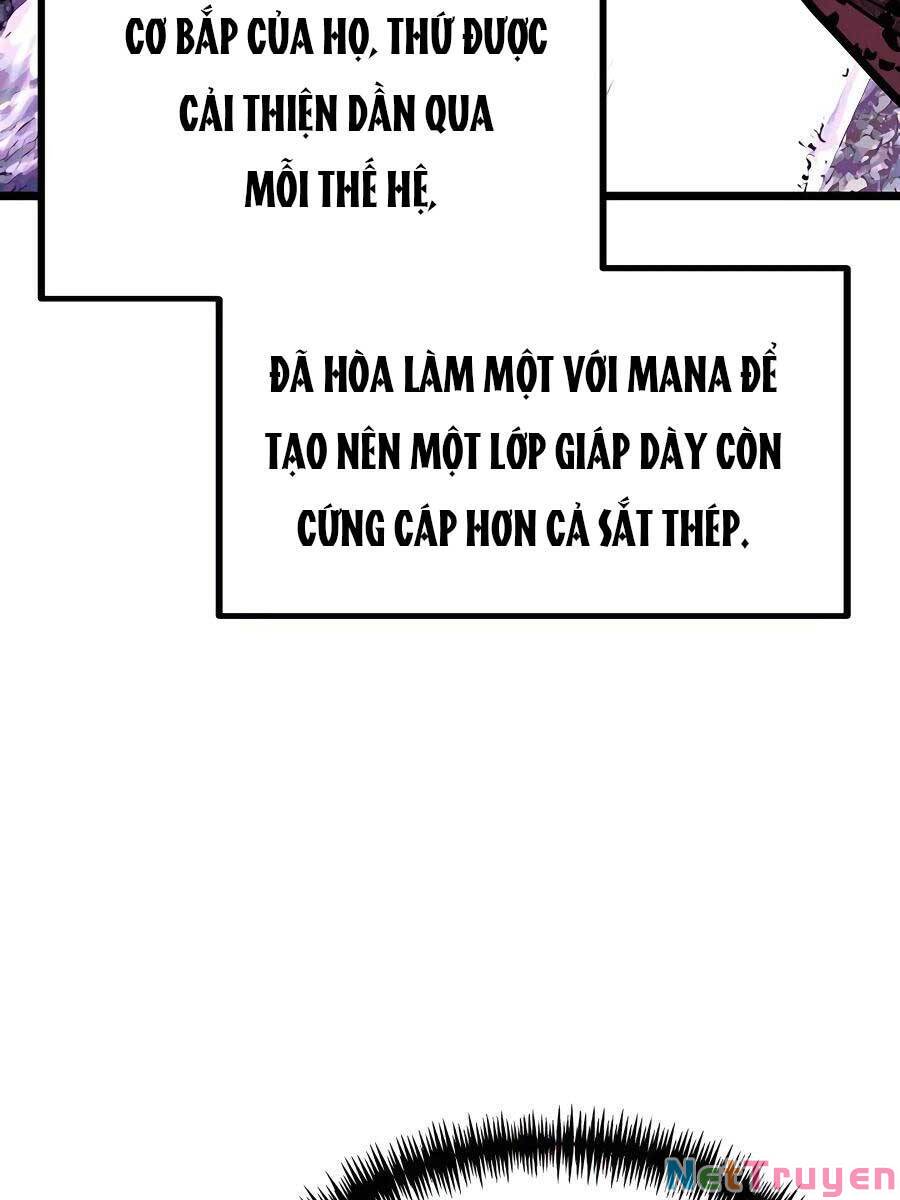 CƠ BẮP CỦA HỌ, THỨ ĐƯỢC
CẢI THIỆN DẦN QUA
MỖI THẾ HỆ,
ĐÃ HÒA LÀM MỘT VỚI MANA ĐỂ
TẠO NÊN MỘT LỚP GIÁP DÀY CÒN
CỨNG CÁP HƠN CẢ SẮT THÉP.
NetTruyen